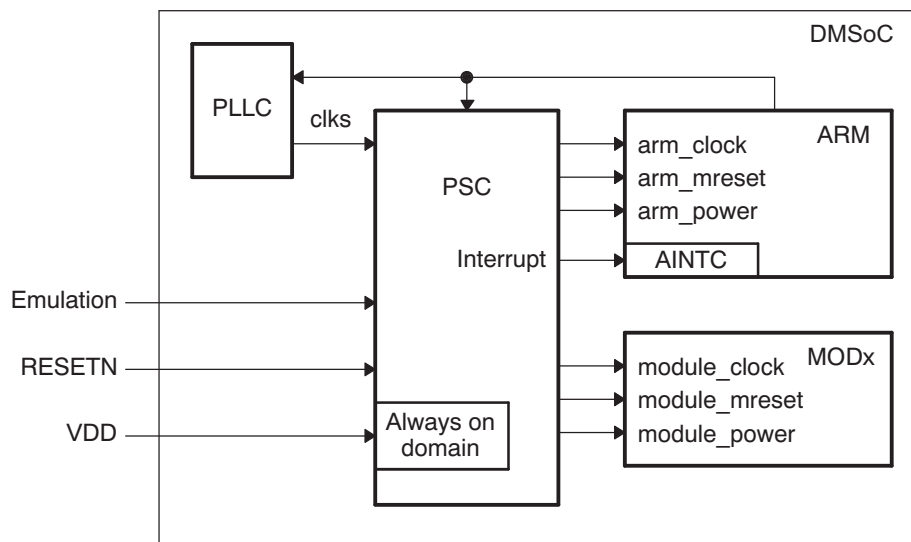 DMSoC
PLLC
clks
ARM
arm_clock
arm_mreset
arm_power
PSC
Interrupt
AINTC
Emulation
RESETN
VDD
Always on
domain
MODx
module_clock
module_mreset
module_power